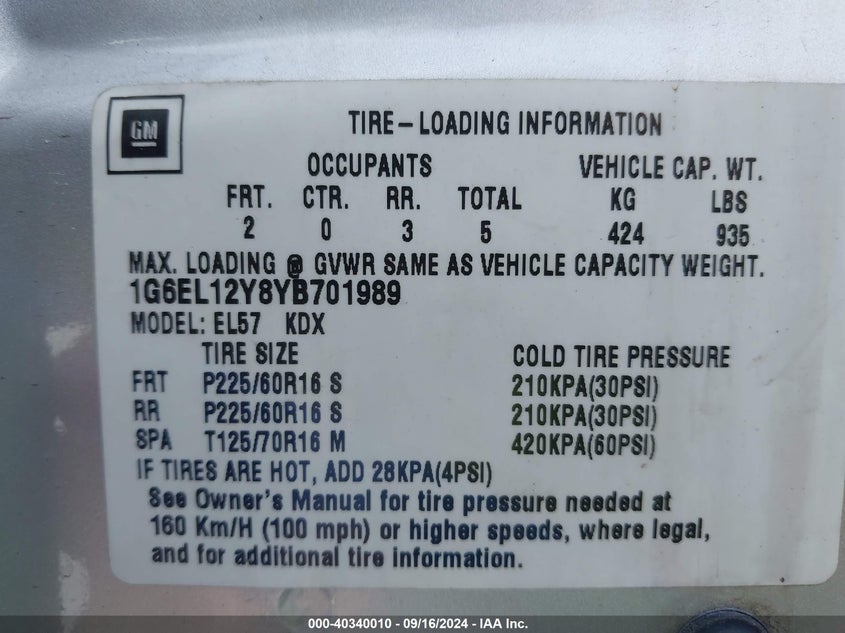 GM
TIRE-LOADING INFORMATION
OCCUPANTS VEHICLE CAP. WT.
FRT. CTR. RR. TOTAL KG LBS
2 0 3 5 424 935
MAX. LOADING @ GVWR SAME AS VEHICLE CAPACITY WEIGHT.
1G6EL12Y8YB701989
MODEL: EL57 KDX
TIRE SIZE COLD TIRE PRESSURE
FRT P225/60R16 S 210KPA(30PSI)
RR P225/60R16 S 210KPA(30PSI)
SPA T125/70R16 M 420KPA(60PSI)
IF TIRES ARE HOT, ADD 28KPA(4PSI)
See Owner's Manual for tire pressure needed at
160 Km/H (100 mph) or higher speeds, where legal,
and for additional tire information.
000-40340010 - 09/16/2024 - IAA Inc.